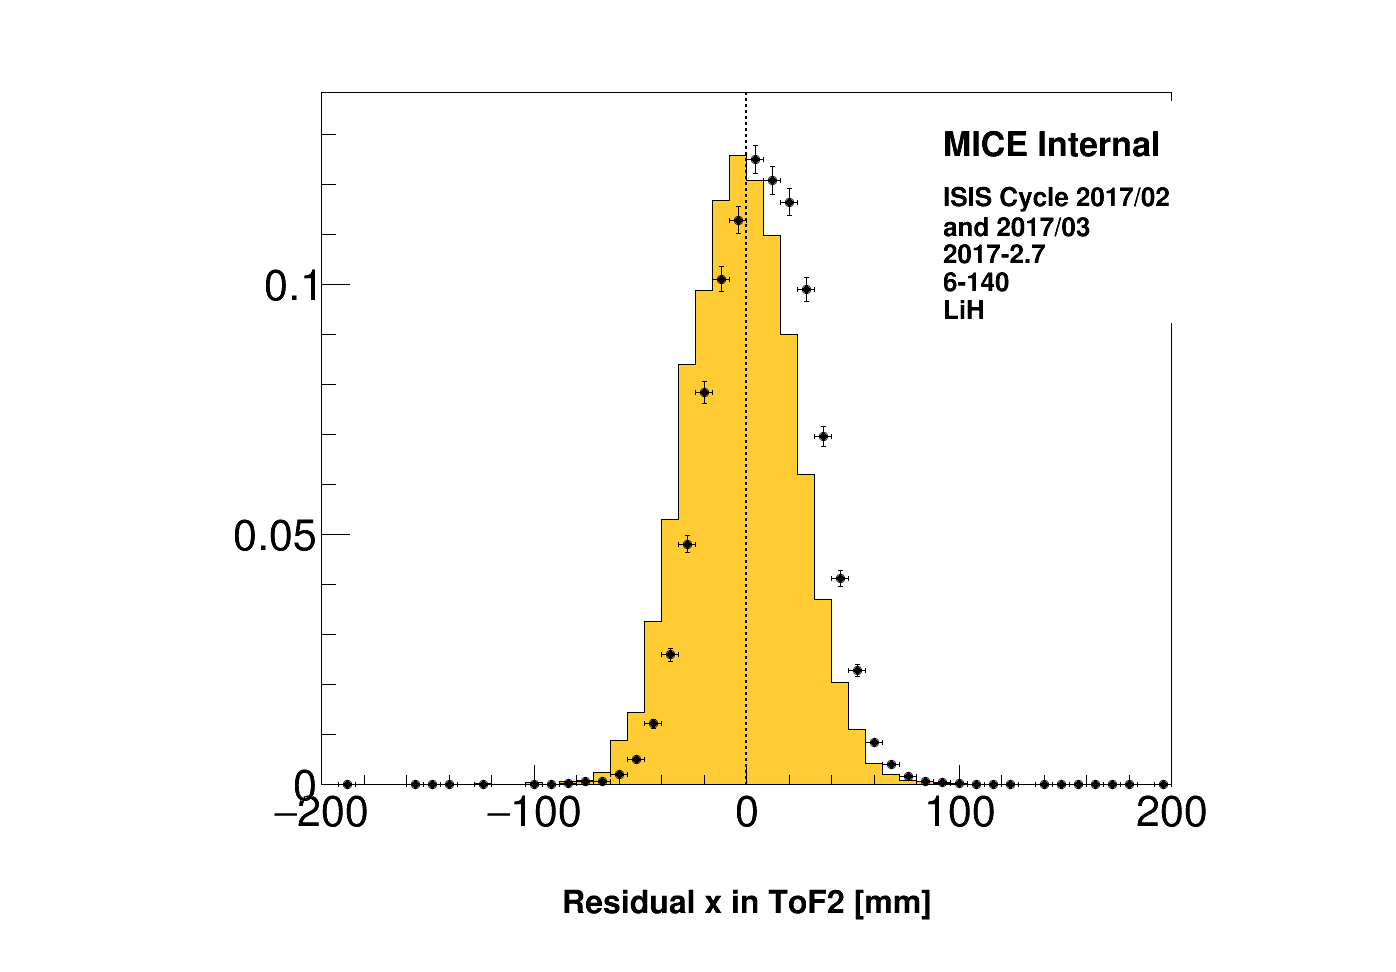 MICE Internal
ISIS Cycle 2017/02
and 2017/03
2017-2.7
6-140
LiH
0.1
0.05
0
−200 −100 0 100 200
Residual x in ToF2 [mm]